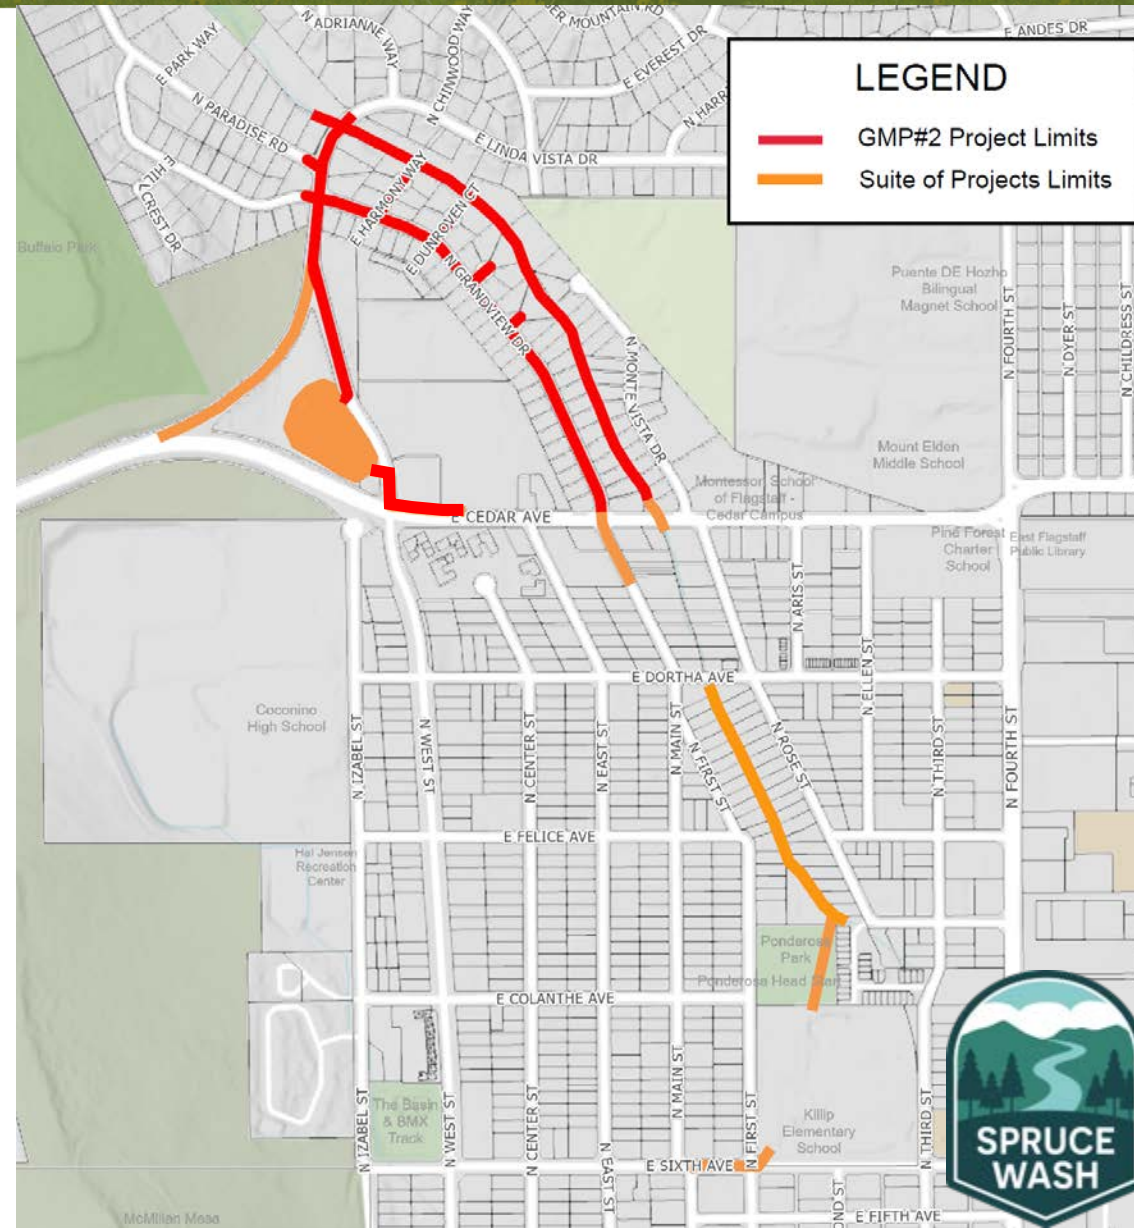 N ADRIANNE WAY
N CHINWOOD WAY
MOUNTAIN RD
E ANDES DR
E PARK WAY
E EVEREST DR
LEGEND
GMP#2 Project Limits
Suite of Projects Limits
N PARADISE RD
E LINDA VISTA DR
E HILLCREST DR
E HARMONY WAY
E DUNROVEN CT
N GRANDVIEW DR
Buffalo Park
Puente DE Hozho
Bilingual
Magnet School
N FOURTH ST
N DYER ST
N CHILDRESS ST
N MONTE VISTA DR
Mount Elden
Middle School
Montessori School
of Flagstaff -
Cedar Campus
E CEDAR AVE
Pine Forest
Charter
School
East Flagstaff
Public Library
N ARIS ST
N ELLEN ST
E DORTHA AVE
Coconino
High School
N IZABEL ST
N WEST ST
N CENTER ST
N EAST ST
N MAIN ST
N FIRST ST
N ROSE ST
N THIRD ST
N FOURTH ST
E FELICE AVE
Hal Jensen
Recreation
Center
Ponderosa
Park
Ponderosa Head Start
E COLANTHE AVE
The Basin
& BMX
Track
N IZABEL ST
N WEST ST
N CENTER ST
N EAST ST
N MAIN ST
N FIRST ST
Killip
Elementary
School
N THIRD ST
E SIXTH AVE
E FIFTH AVE
McMillan Mesa
SPRUCE
WASH